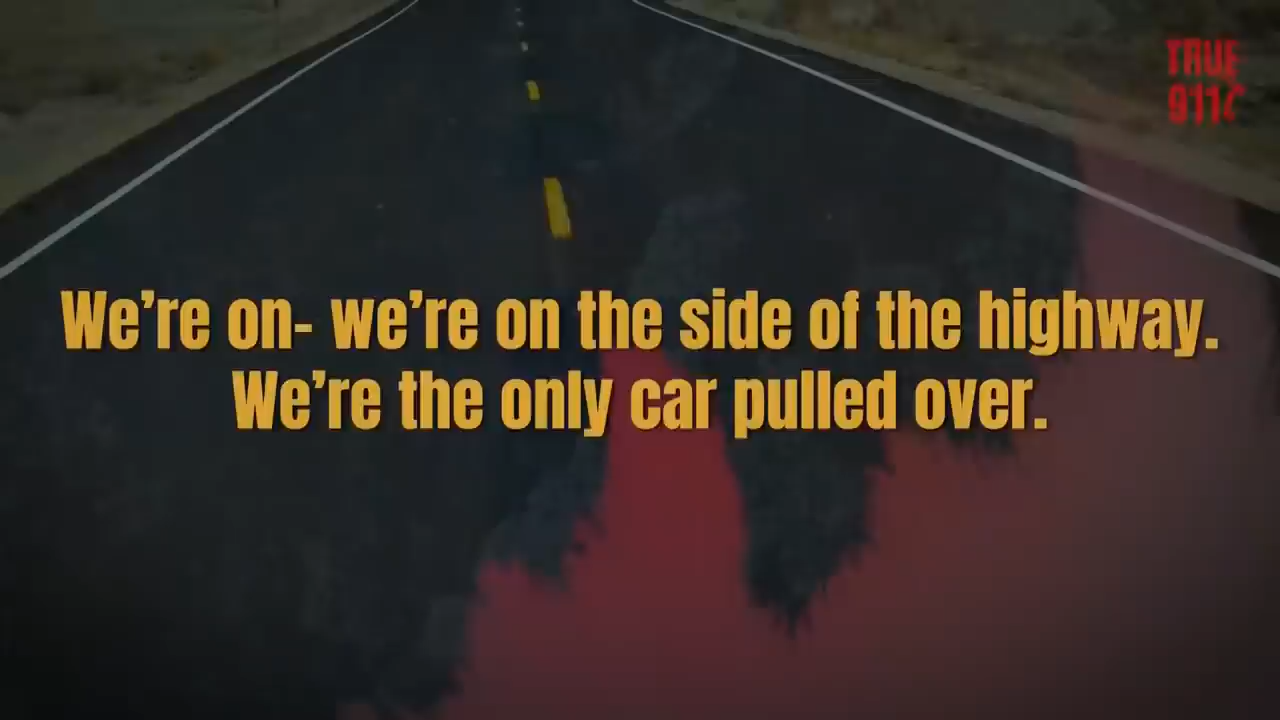 TRUE
We're on- we're on the side of the highway.
We're the only car pulled over.